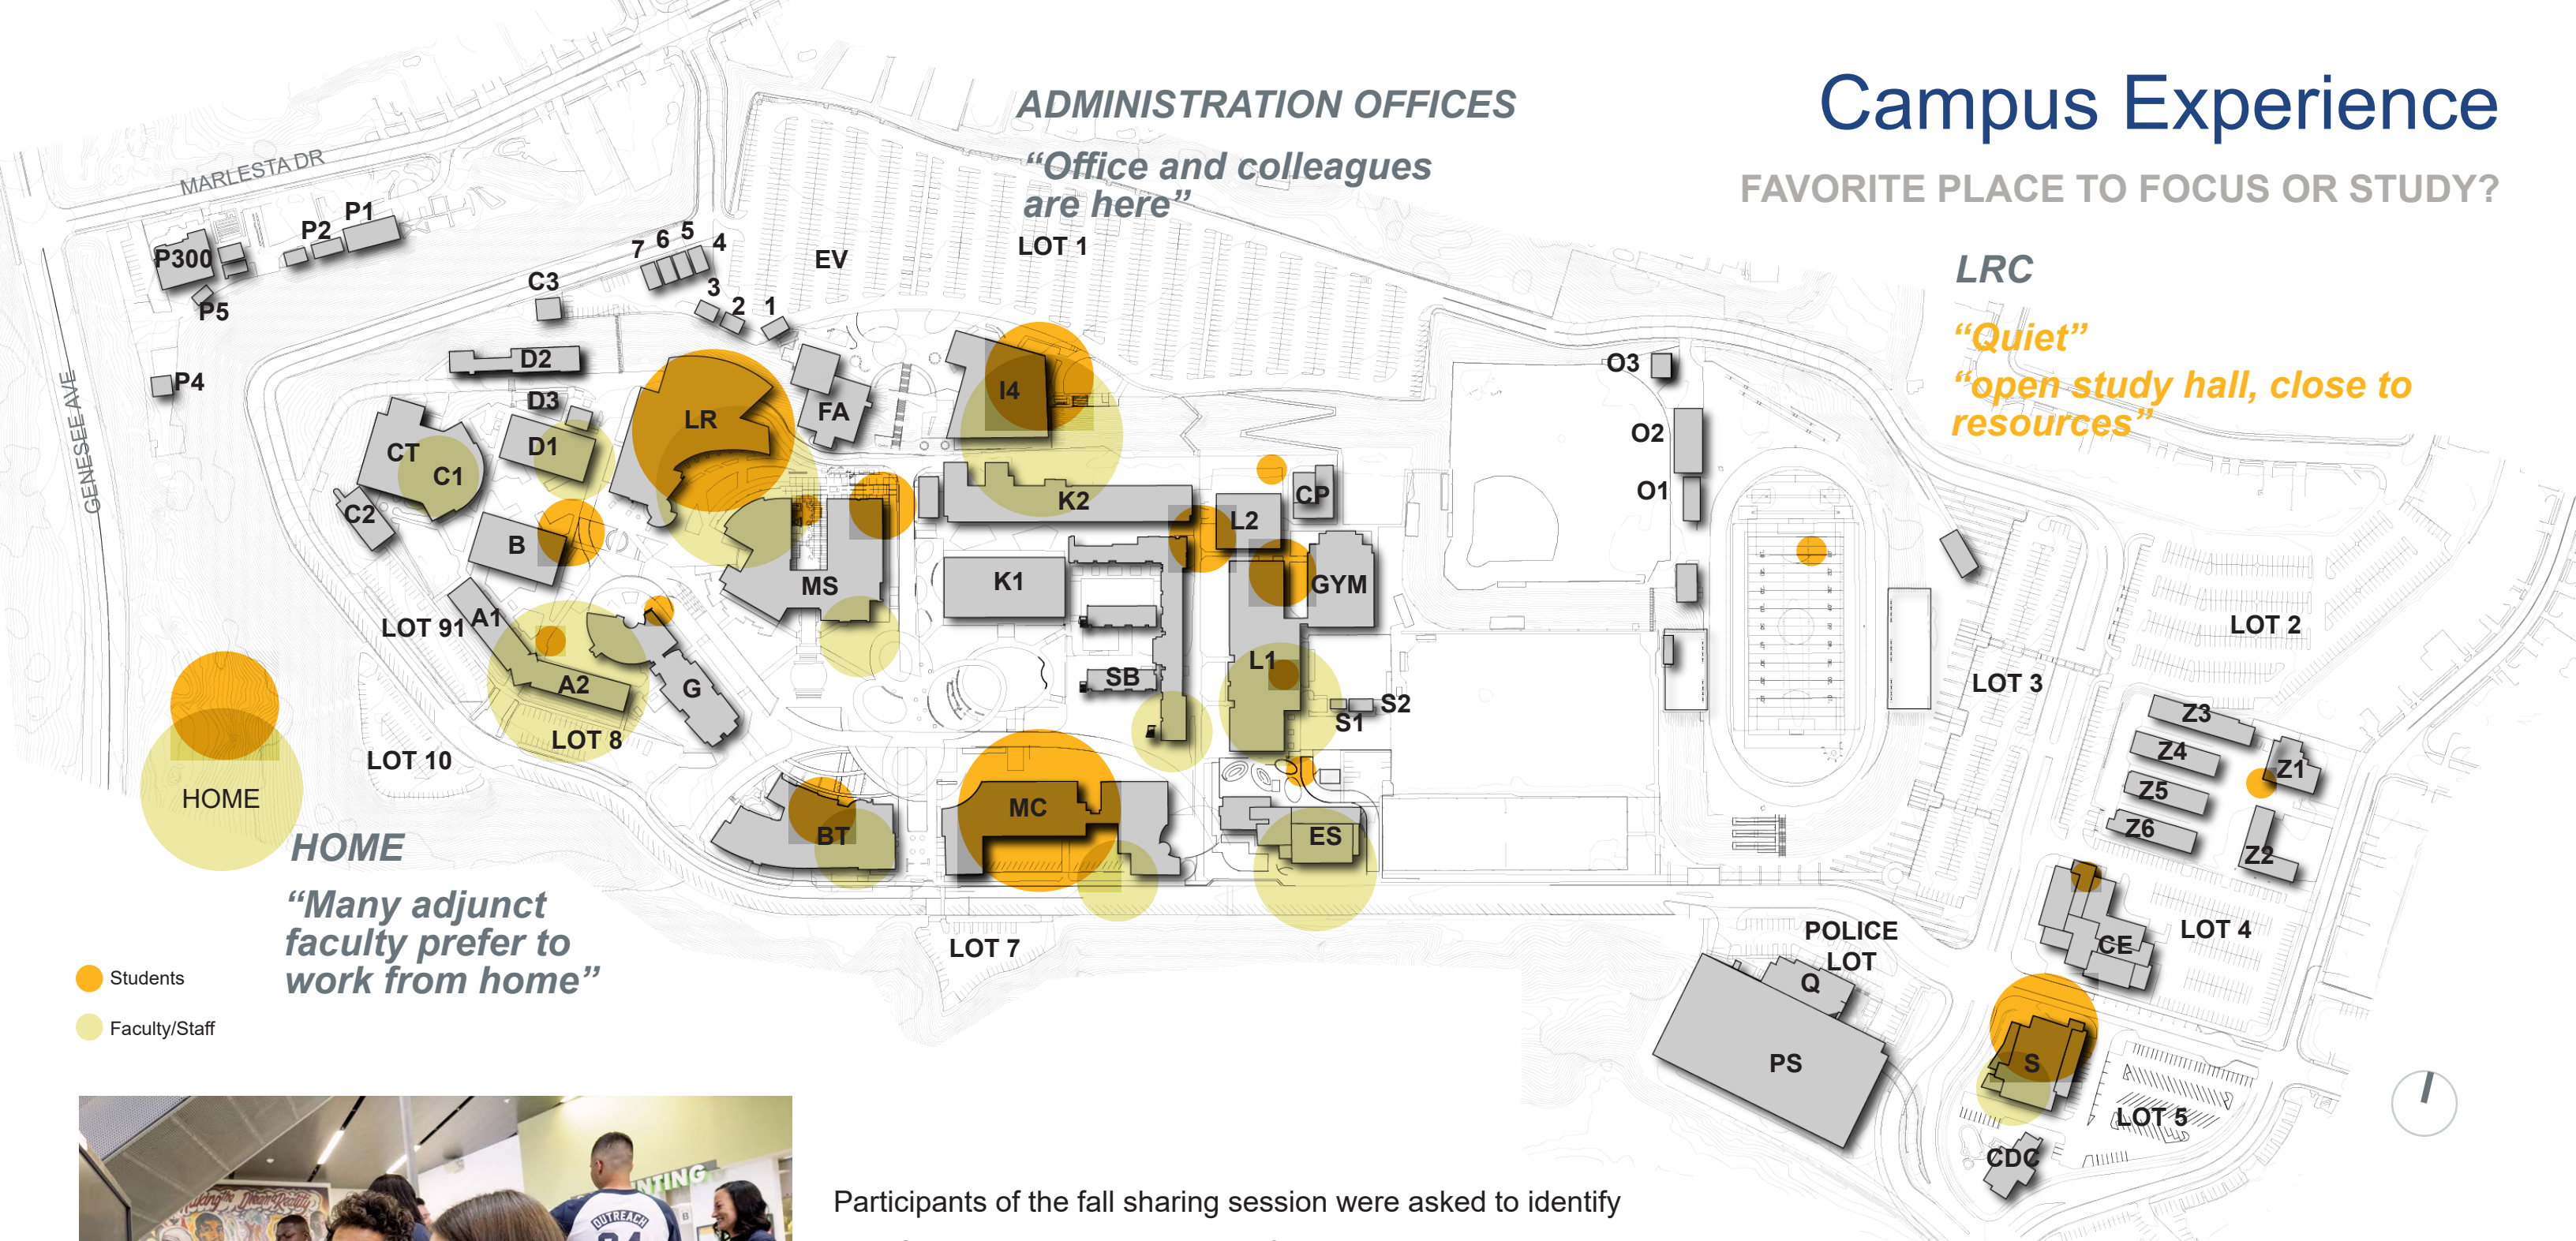 Campus Experience
FAVORITE PLACE TO FOCUS OR STUDY?
ADMINISTRATION OFFICES
“Office and colleagues
are here”
LRC
“Quiet”
“open study hall, close to
resources”
MARLESTA DR
GENESEE AVE
P1
P2
P300
P5
P4
C3
7
6
5
4
3
2
1
EV
LOT 1
D2
D3
D1
CT
C1
C2
B
LR
FA
I4
K2
CP
L2
K1
MS
GYM
A1
LOT 91
A2
G
SB
L1
S1
S2
O3
O2
O1
LOT 2
LOT 3
LOT 8
LOT 10
HOME
BT
MC
ES
Z3
Z4
Z5
Z6
Z1
Z2
HOME
“Many adjunct
faculty prefer to
work from home”
LOT 7
POLICE
LOT
Q
PS
CE
LOT 4
S
LOT 5
CDC
Students
Faculty/Staff
OUTREACH
Participants of the fall sharing session were asked to identify